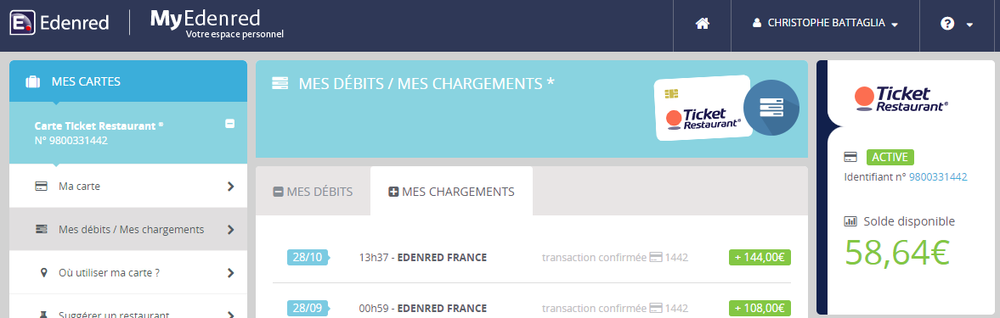 Edenred
MyEdenred
Votre espace personnel
CHRISTOPHE BATTAGLIA
?
MES CARTES
Carte Ticket Restaurant ®
N° 9800331442
Ma carte
Mes débits / Mes chargements
Où utiliser ma carte ?
Suggérer un restaurant
MES DÉBITS / MES CHARGEMENTS *
Ticket
Restaurant®
MES DÉBITS
MES CHARGEMENTS
28/10 13h37 - EDENRED FRANCE transaction confirmée 1442 + 144,00€
28/09 00h59 - EDENRED FRANCE transaction confirmée 1442 + 108,00€
Ticket
Restaurant®
ACTIVE
Identifiant n° 9800331442
Solde disponible
58,64€